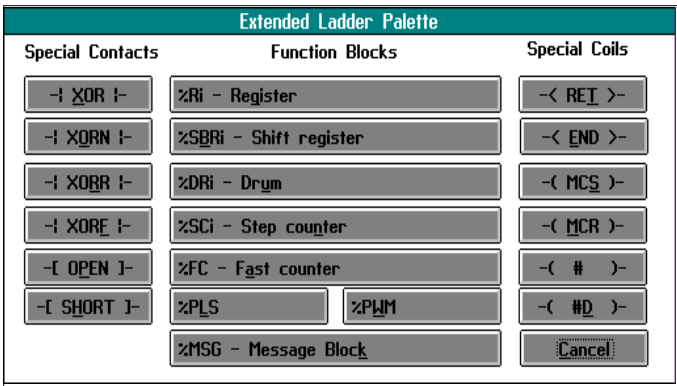 Extended Ladder Palette
Special Contacts Function Blocks Special Coils
-| XOR |- %Ri - Register -< RET >-
-| XORN |- %SBRi - Shift register -< END >-
-| XORR |- %DRi - Drum -( MCS )-
-| XORF |- %SCi - Step counter -( MCR )-
-[ OPEN ]- %FC - Fast counter -( # )-
-[ SHORT ]- %PLS %PWM -( #D )-
%MSG - Message Block Cancel